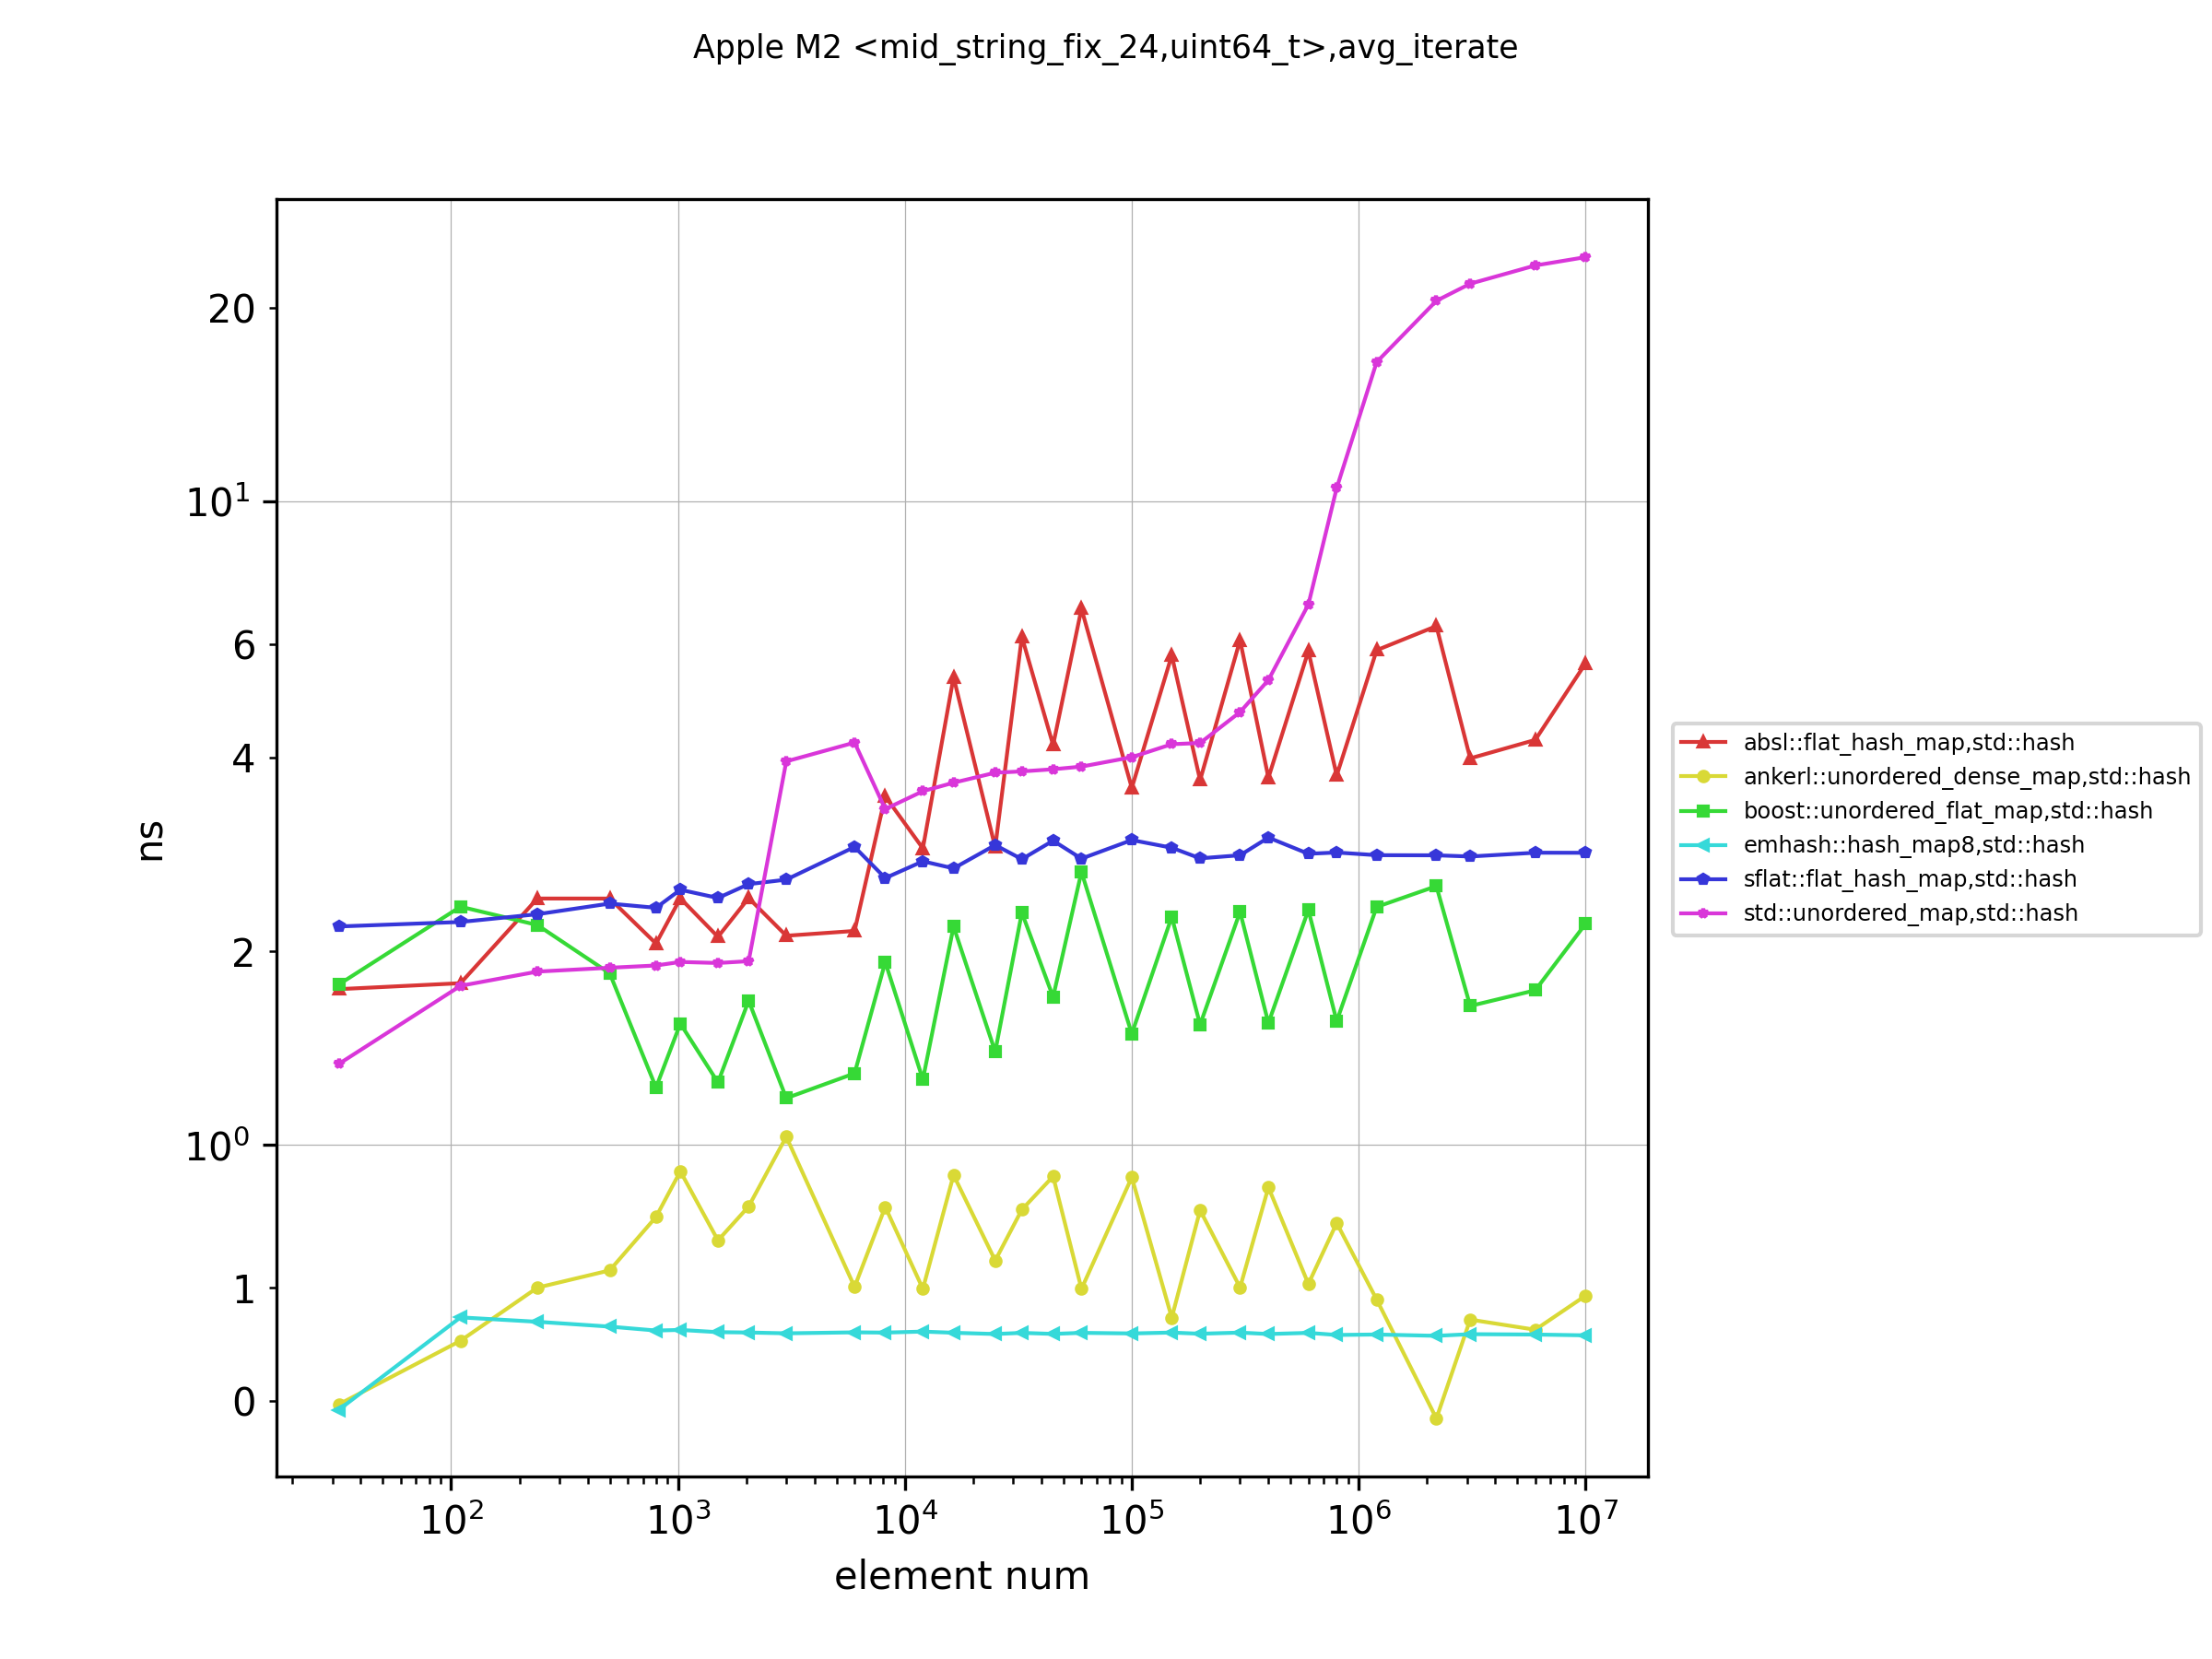 Apple M2 <mid_string_fix_24,uint64_t>,avg_iterate
20
10¹
6
4
2
10⁰
1
0
ns
10² 10³ 10⁴ 10⁵ 10⁶ 10⁷
element num
absl::flat_hash_map,std::hash
ankerl::unordered_dense_map,std::hash
boost::unordered_flat_map,std::hash
emhash::hash_map8,std::hash
sflat::flat_hash_map,std::hash
std::unordered_map,std::hash